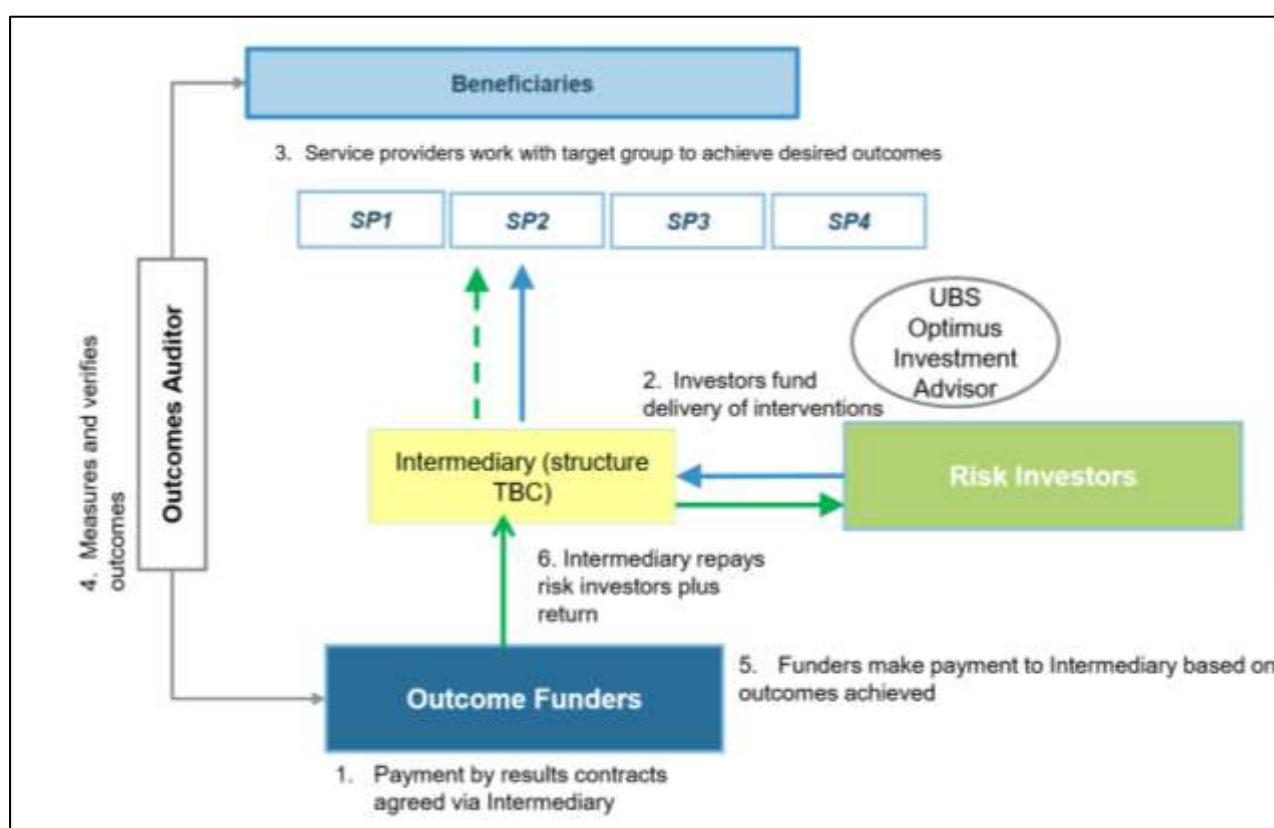 Beneficiaries
3. Service providers work with target group to achieve desired outcomes
SP1
SP2
SP3
SP4
4. Measures and verifies
outcomes
Outcomes Auditor
UBS
Optimus
Investment
Advisor
2. Investors fund
delivery of interventions
Intermediary (structure
TBC)
Risk Investors
6. Intermediary repays
risk investors plus
return
Outcome Funders
5. Funders make payment to Intermediary based on
outcomes achieved
1. Payment by results contracts
agreed via Intermediary